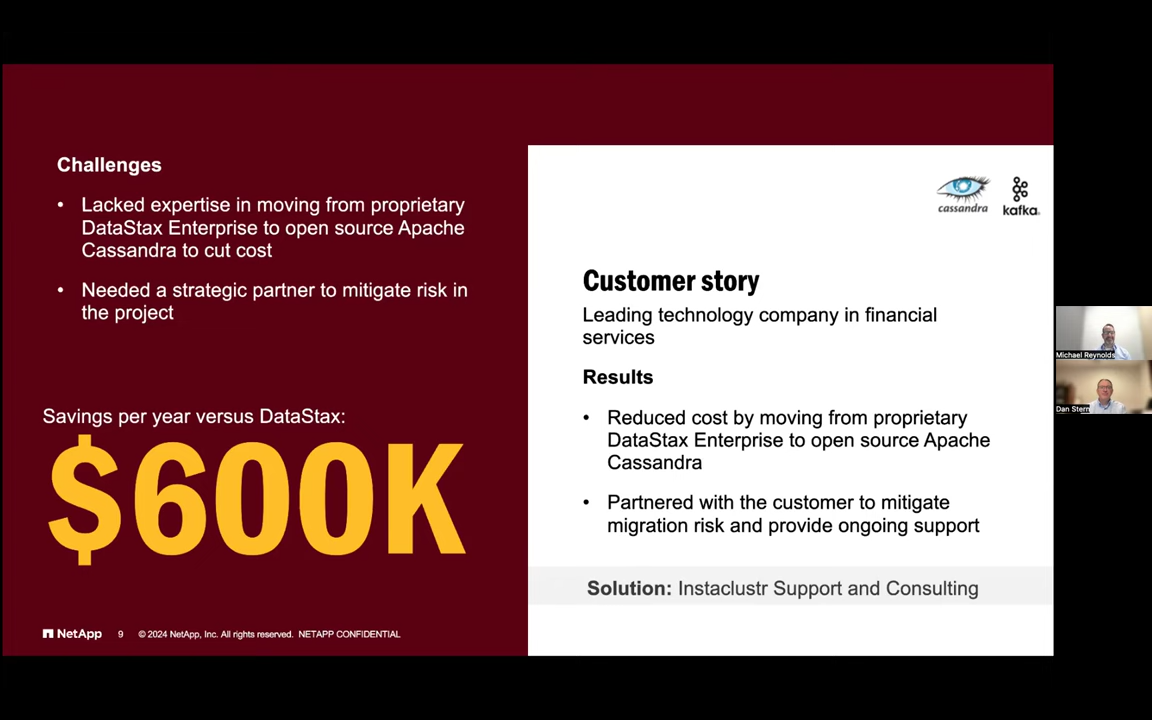 Challenges
• Lacked expertise in moving from proprietary
DataStax Enterprise to open source Apache
Cassandra to cut cost
• Needed a strategic partner to mitigate risk in
the project
Savings per year versus DataStax:
$600K
NetApp
9
© 2024 NetApp, Inc. All rights reserved. NETAPP CONFIDENTIAL
cassandra
kafka®
Customer story
Leading technology company in financial
services
Results
• Reduced cost by moving from proprietary
DataStax Enterprise to open source Apache
Cassandra
• Partnered with the customer to mitigate
migration risk and provide ongoing support
Solution: Instaclustr Support and Consulting
Michael Reynolds
Dan Stern